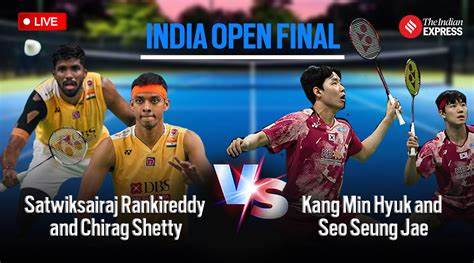 LIVE
INDIA OPEN FINAL
The Indian
EXPRESS
DBS
VS
Satwiksairaj Rankireddy
and Chirag Shetty
Kang Min Hyuk and
Seo Seung Jae